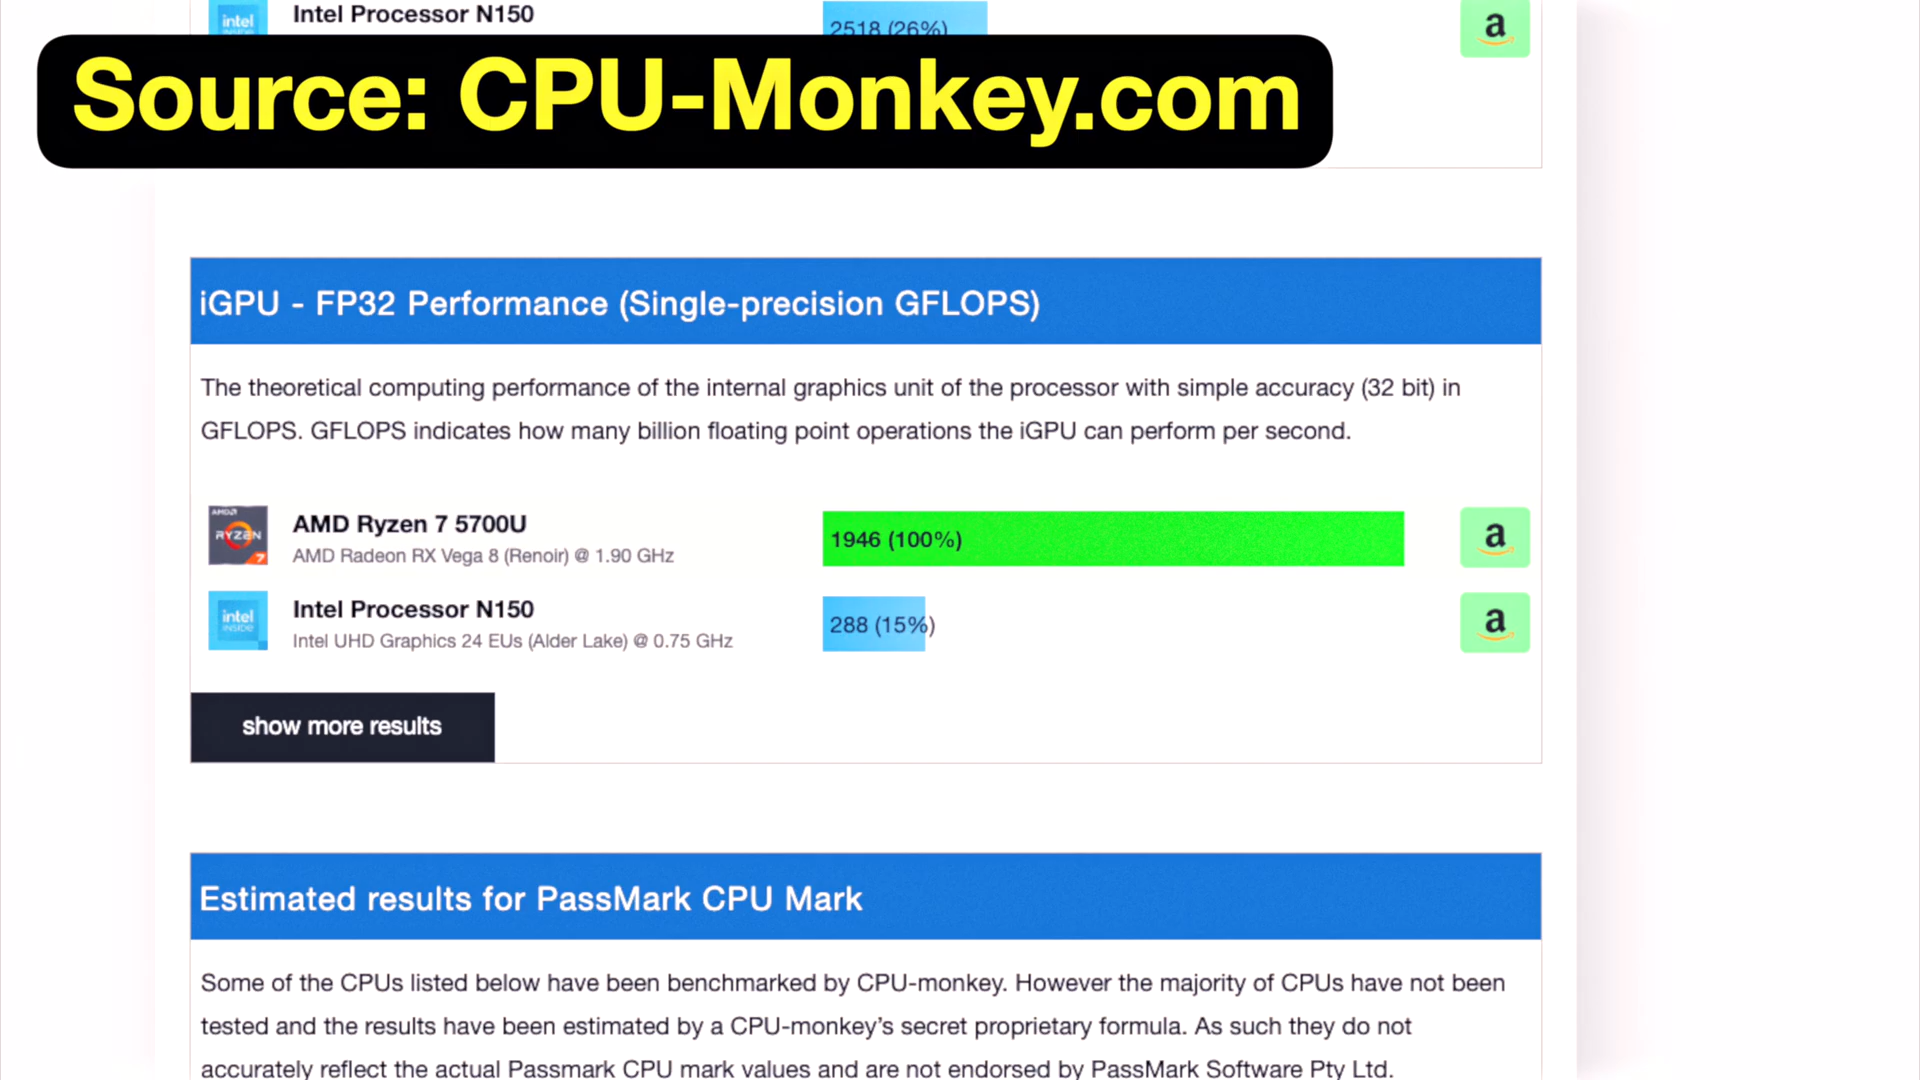 Intel Processor N150
2518 (26%)
Source: CPU-Monkey.com
iGPU - FP32 Performance (Single-precision GFLOPS)
The theoretical computing performance of the internal graphics unit of the processor with simple accuracy (32 bit) in
GFLOPS. GFLOPS indicates how many billion floating point operations the iGPU can perform per second.
AMD Ryzen 7 5700U
AMD Radeon RX Vega 8 (Renoir) @ 1.90 GHz
1946 (100%)
Intel Processor N150
Intel UHD Graphics 24 EUs (Alder Lake) @ 0.75 GHz
288 (15%)
show more results
Estimated results for PassMark CPU Mark
Some of the CPUs listed below have been benchmarked by CPU-monkey. However the majority of CPUs have not been
tested and the results have been estimated by a CPU-monkey’s secret proprietary formula. As such they do not
accurately reflect the actual Passmark CPU mark values and are not endorsed by PassMark Software Pty Ltd.
intel
AMD
RYZEN
7
intel
INSIDE
a
a
a